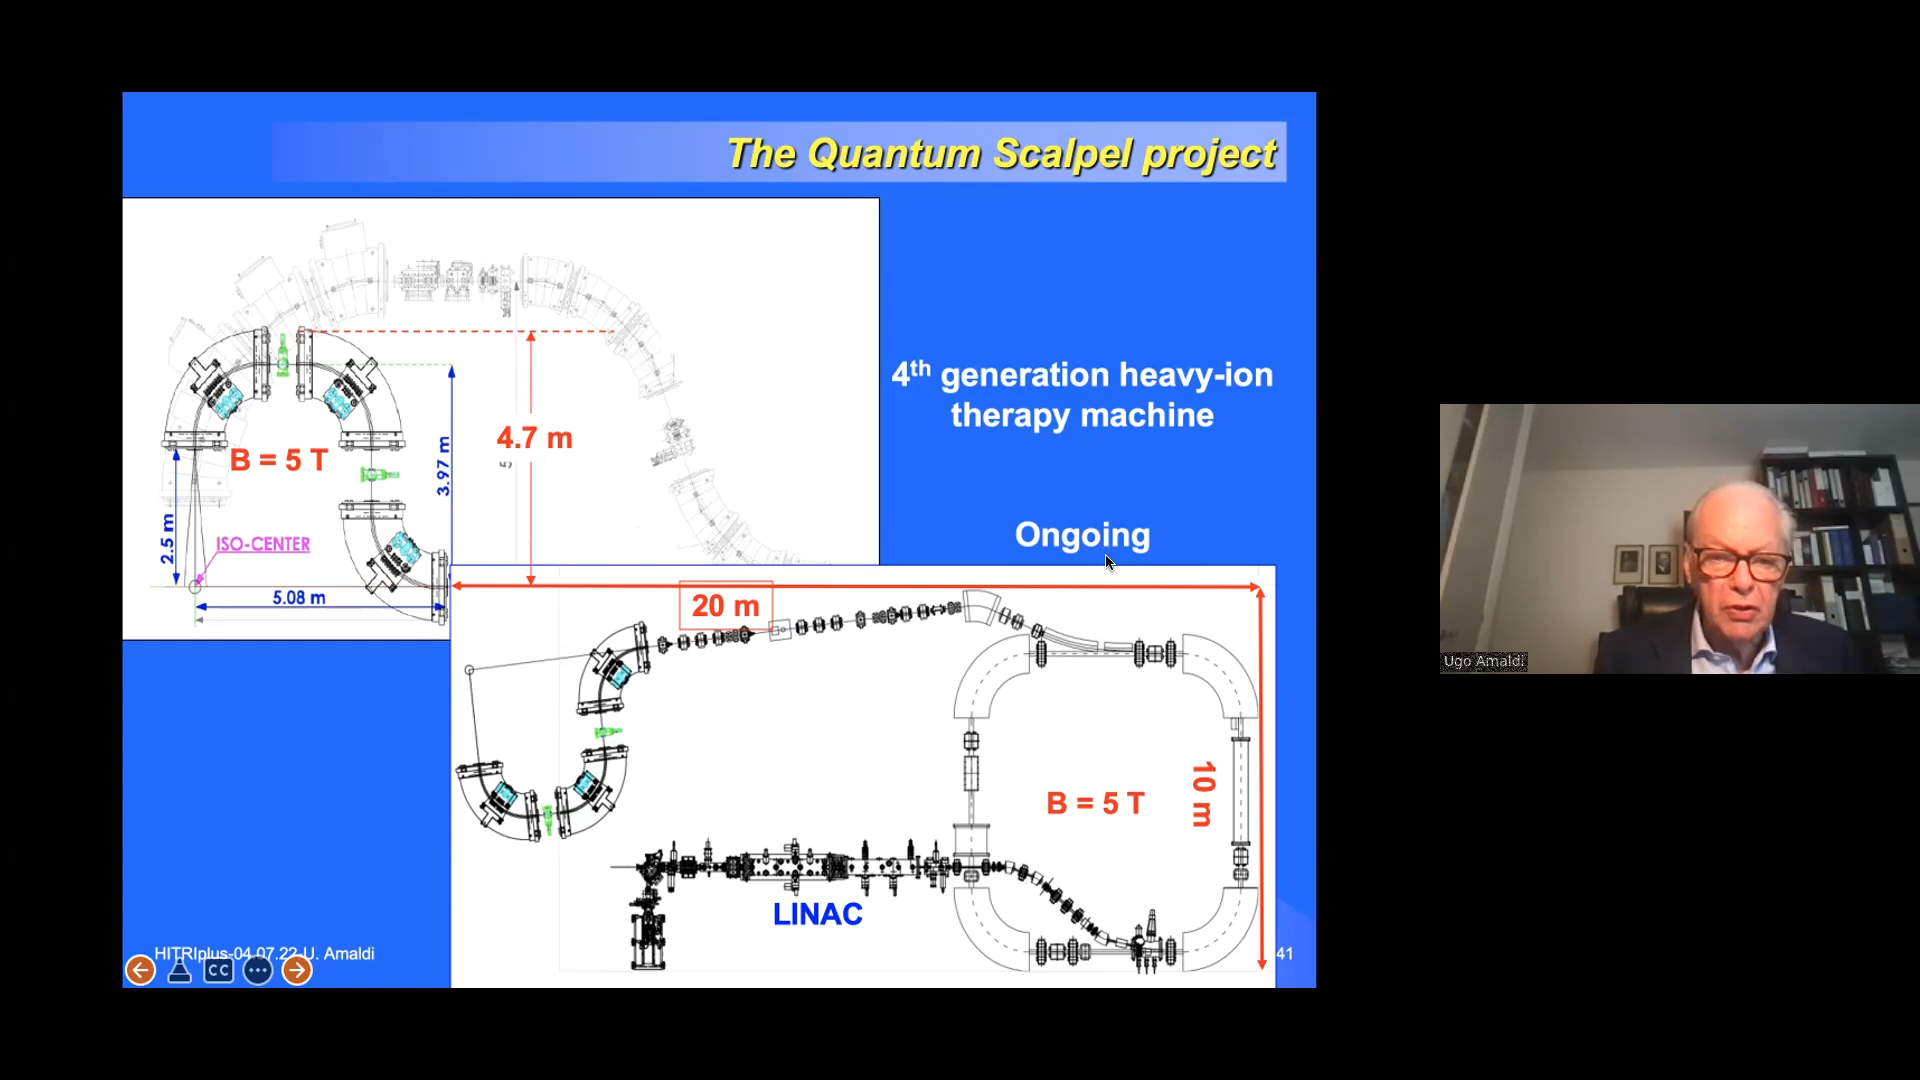 The Quantum Scalpel project
4th generation heavy-ion
therapy machine
Ongoing
B = 5 T
4.7 m
3.97 m
2.5 m
ISO-CENTER
5.08 m
20 m
B = 5 T
10 m
LINAC
HITRIplus-04.07.22-U. Amaldi
41
CC
Ugo Amaldi